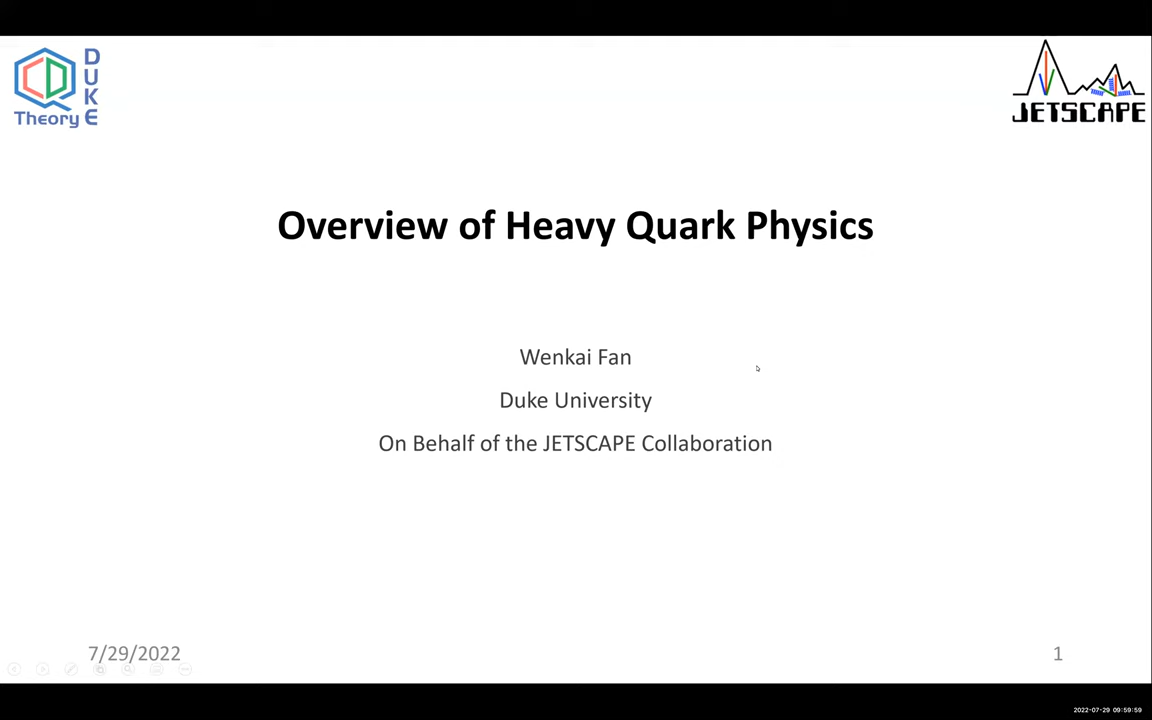 DUKE
QCD
Theory
JETSCAPE
Overview of Heavy Quark Physics
Wenkai Fan
Duke University
On Behalf of the JETSCAPE Collaboration
7/29/2022
1
2022-07-29 09:59:59